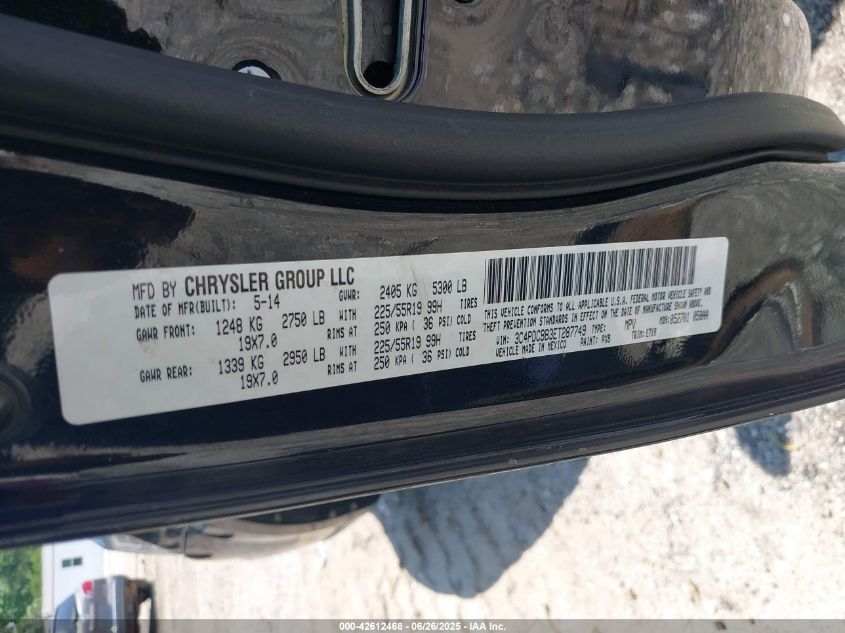 MFD BY CHRYSLER GROUP LLC
DATE OF MFR(BUILT): 5-14 GVWR: 2405 KG 5300 LB
GAWR FRONT: 1248 KG 2750 LB WITH 225/55R19 99H TIRES
19X7.0 RIMS AT 250 KPA ( 36 PSI) COLD
GAWR REAR: 1339 KG 2950 LB WITH 225/55R19 99H TIRES
19X7.0 RIMS AT 250 KPA ( 36 PSI) COLD
THIS VEHICLE CONFORMS TO ALL APPLICABLE U.S.A. FEDERAL MOTOR VEHICLE SAFETY AND
THEFT PREVENTION STANDARDS IN EFFECT ON THE DATE OF MANUFACTURE SHOWN ABOVE.
VIN: 3C4PDCBB3ET287749 TYPE: MPV MDH: 052701
VEHICLE MADE IN MEXICO PAINT: PX8 TRIM:
000-42612468 - 06/26/2025 - IAA Inc.